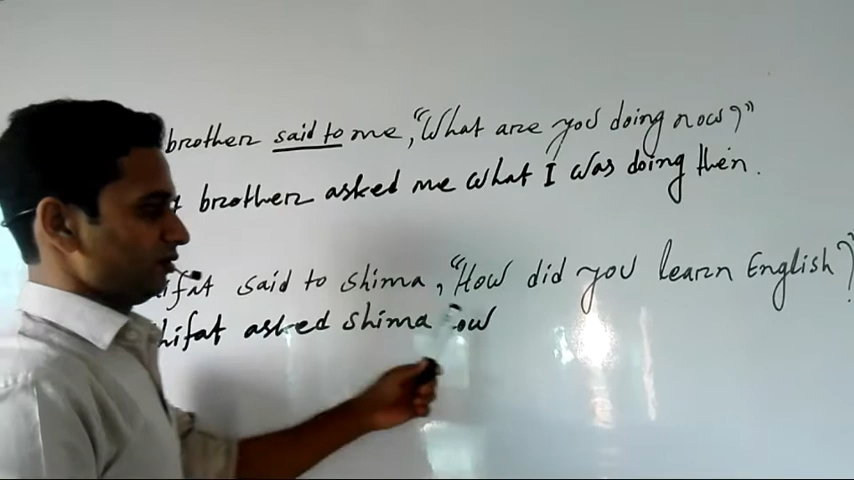 brother said to me, "What are you doing now?"
brother asked me what I was doing then.
said to shima, "How did you learn English?"
asked shima